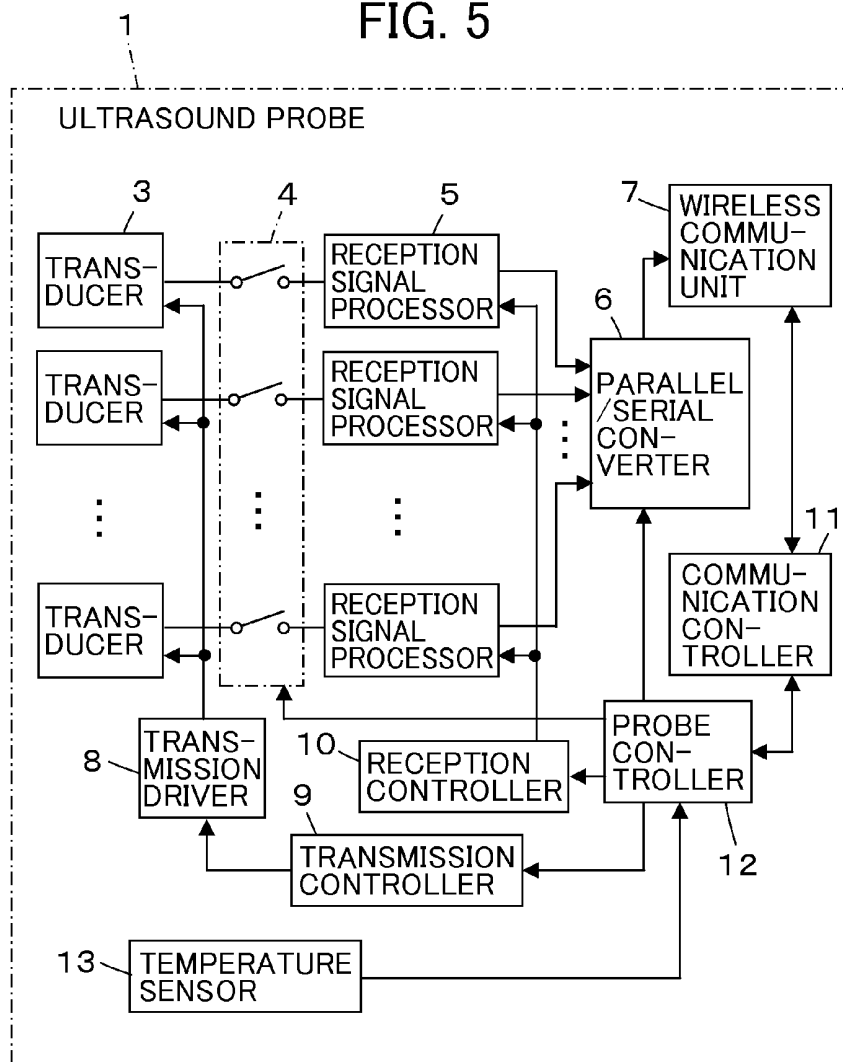 FIG. 5
1
ULTRASOUND PROBE
3
4
5
7
TRANS-
DUCER
RECEPTION
SIGNAL
PROCESSOR
WIRELESS
COMMU-
NICATION
UNIT
6
TRANS-
DUCER
RECEPTION
SIGNAL
PROCESSOR
PARALLEL
/SERIAL
CON-
VERTER
11
TRANS-
DUCER
RECEPTION
SIGNAL
PROCESSOR
COMMU-
NICATION
CON-
TROLLER
8
TRANS-
MISSION
DRIVER
10
RECEPTION
CONTROLLER
PROBE
CON-
TROLLER
12
9
TRANSMISSION
CONTROLLER
13
TEMPERATURE
SENSOR